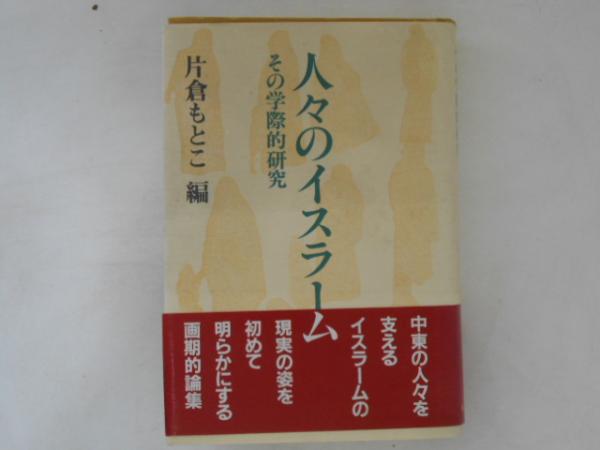 人々のイスラーム
その学際的研究
片倉もとこ 編
中東の人々を
支える
イスラームの
現実の姿を
初めて
明らかにする
画期的論集